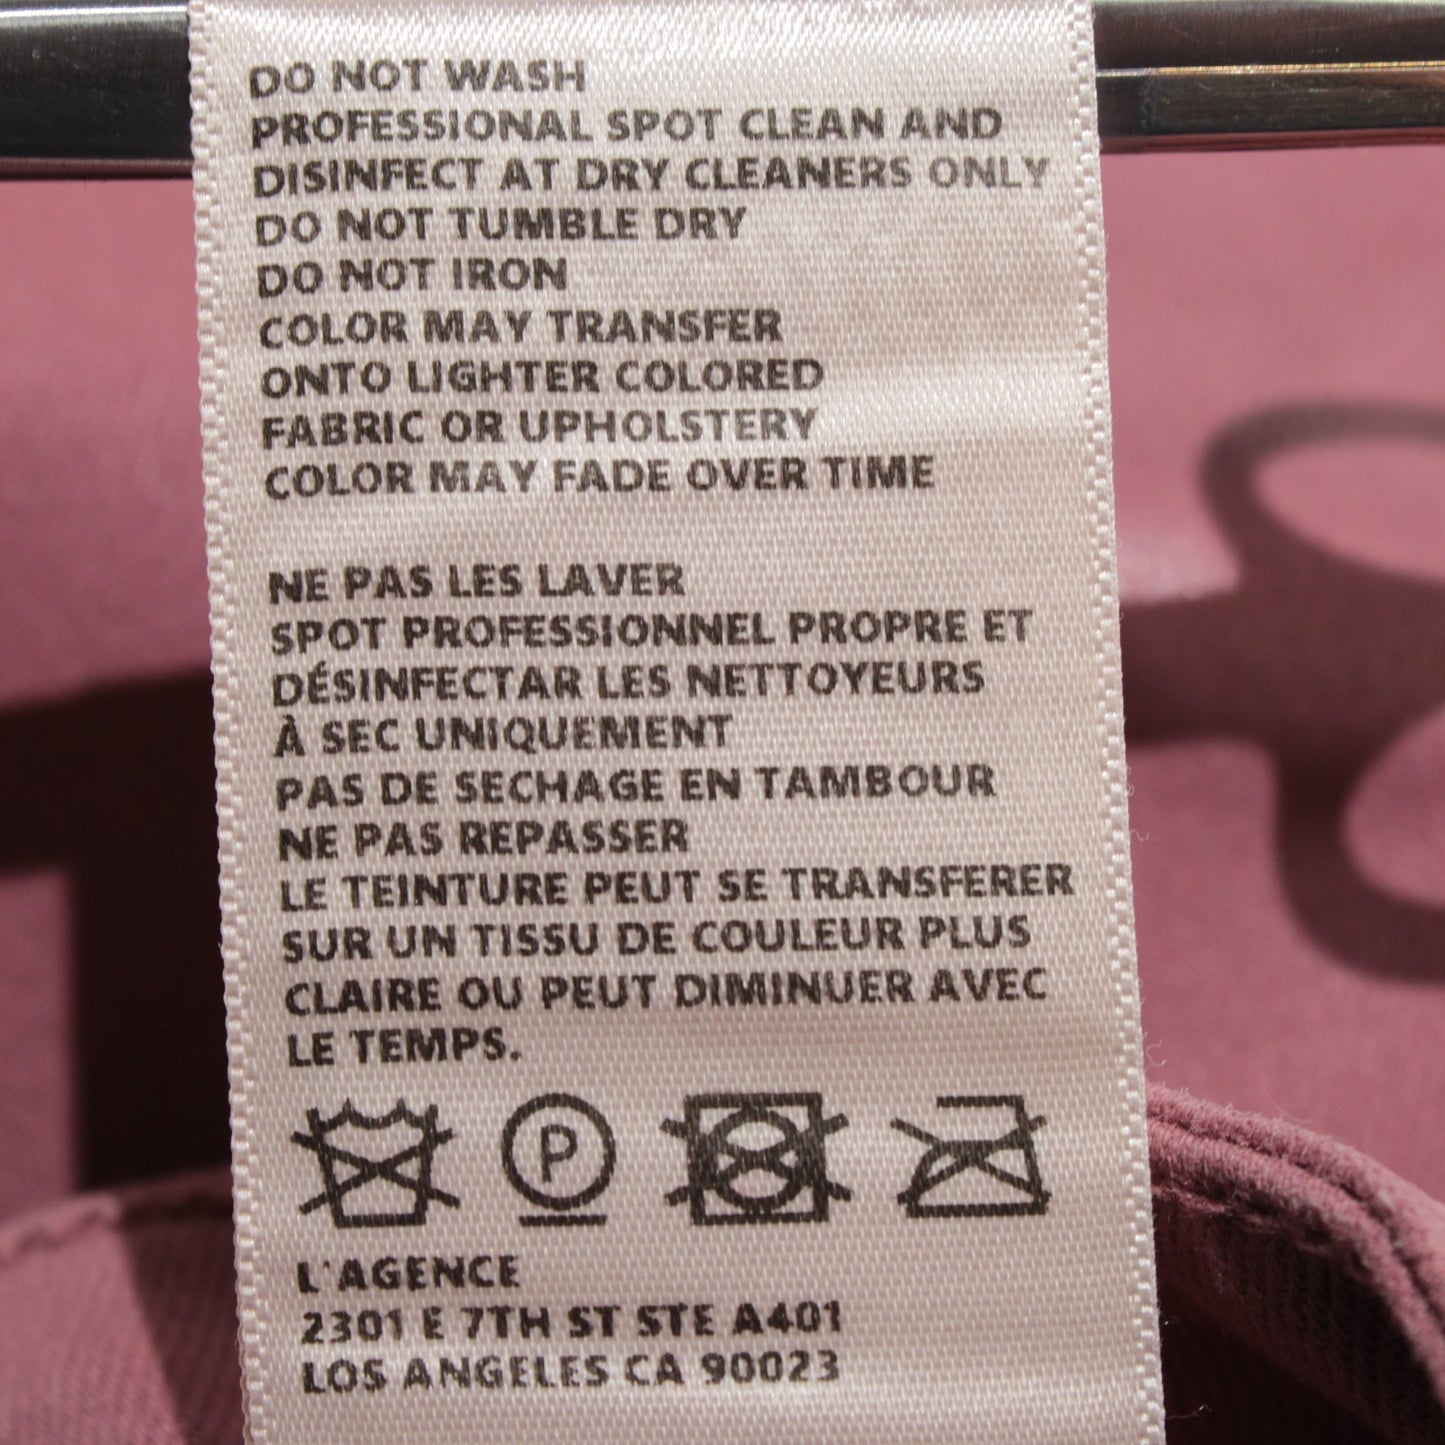 DO NOT WASH
PROFESSIONAL SPOT CLEAN AND
DISINFECT AT DRY CLEANERS ONLY
DO NOT TUMBLE DRY
DO NOT IRON
COLOR MAY TRANSFER
ONTO LIGHTER COLORED
FABRIC OR UPHOLSTERY
COLOR MAY FADE OVER TIME
NE PAS LES LAVER
SPOT PROFESSIONNEL PROPRE ET
DÉSINFECTAR LES NETTOYEURS
À SEC UNIQUEMENT
PAS DE SECHAGE EN TAMBOUR
NE PAS REPASSER
LE TEINTURE PEUT SE TRANSFERER
SUR UN TISSU DE COULEUR PLUS
CLAIRE OU PEUT DIMINUER AVEC
LE TEMPS.
P
L'AGENCE
2301 E 7TH ST STE A401
LOS ANGELES CA 90023